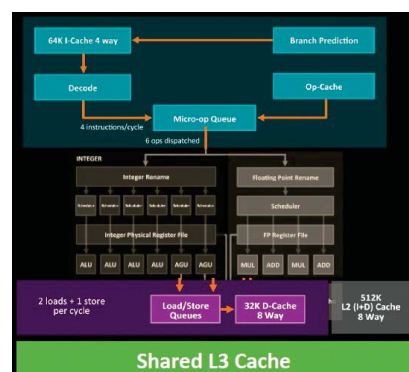 64K I-Cache 4 way
Branch Prediction
Decode
Op-Cache
Micro-op Queue
4 instructions/cycle
6 ops dispatched
INTEGER
Integer Rename
Floating Point Rename
Scheduler Scheduler Scheduler Scheduler Scheduler Scheduler
Scheduler
Integer Physical Register File
FP Register File
ALU ALU ALU ALU AGU AGU
MUL ADD MUL ADD
2 loads + 1 store
per cycle
Load/Store
Queues
32K D-Cache
8 Way
512K
L2 (I+D) Cache
8 Way
Shared L3 Cache